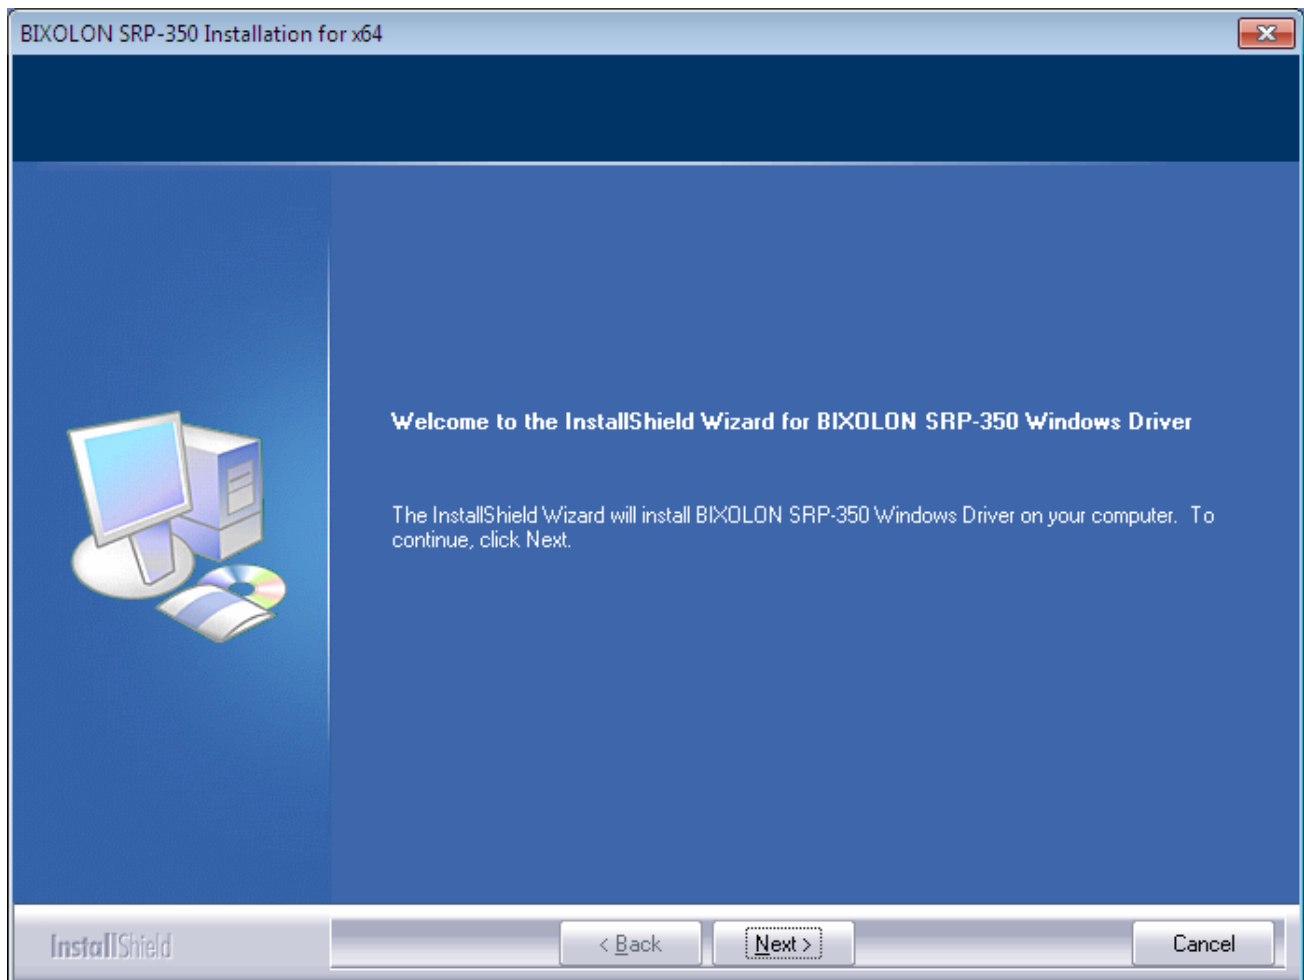 BIXOLON SRP-350 Installation for x64
Welcome to the InstallShield Wizard for BIXOLON SRP-350 Windows Driver
The InstallShield Wizard will install BIXOLON SRP-350 Windows Driver on your computer. To
continue, click Next.
InstallShield
< Back
Next >
Cancel